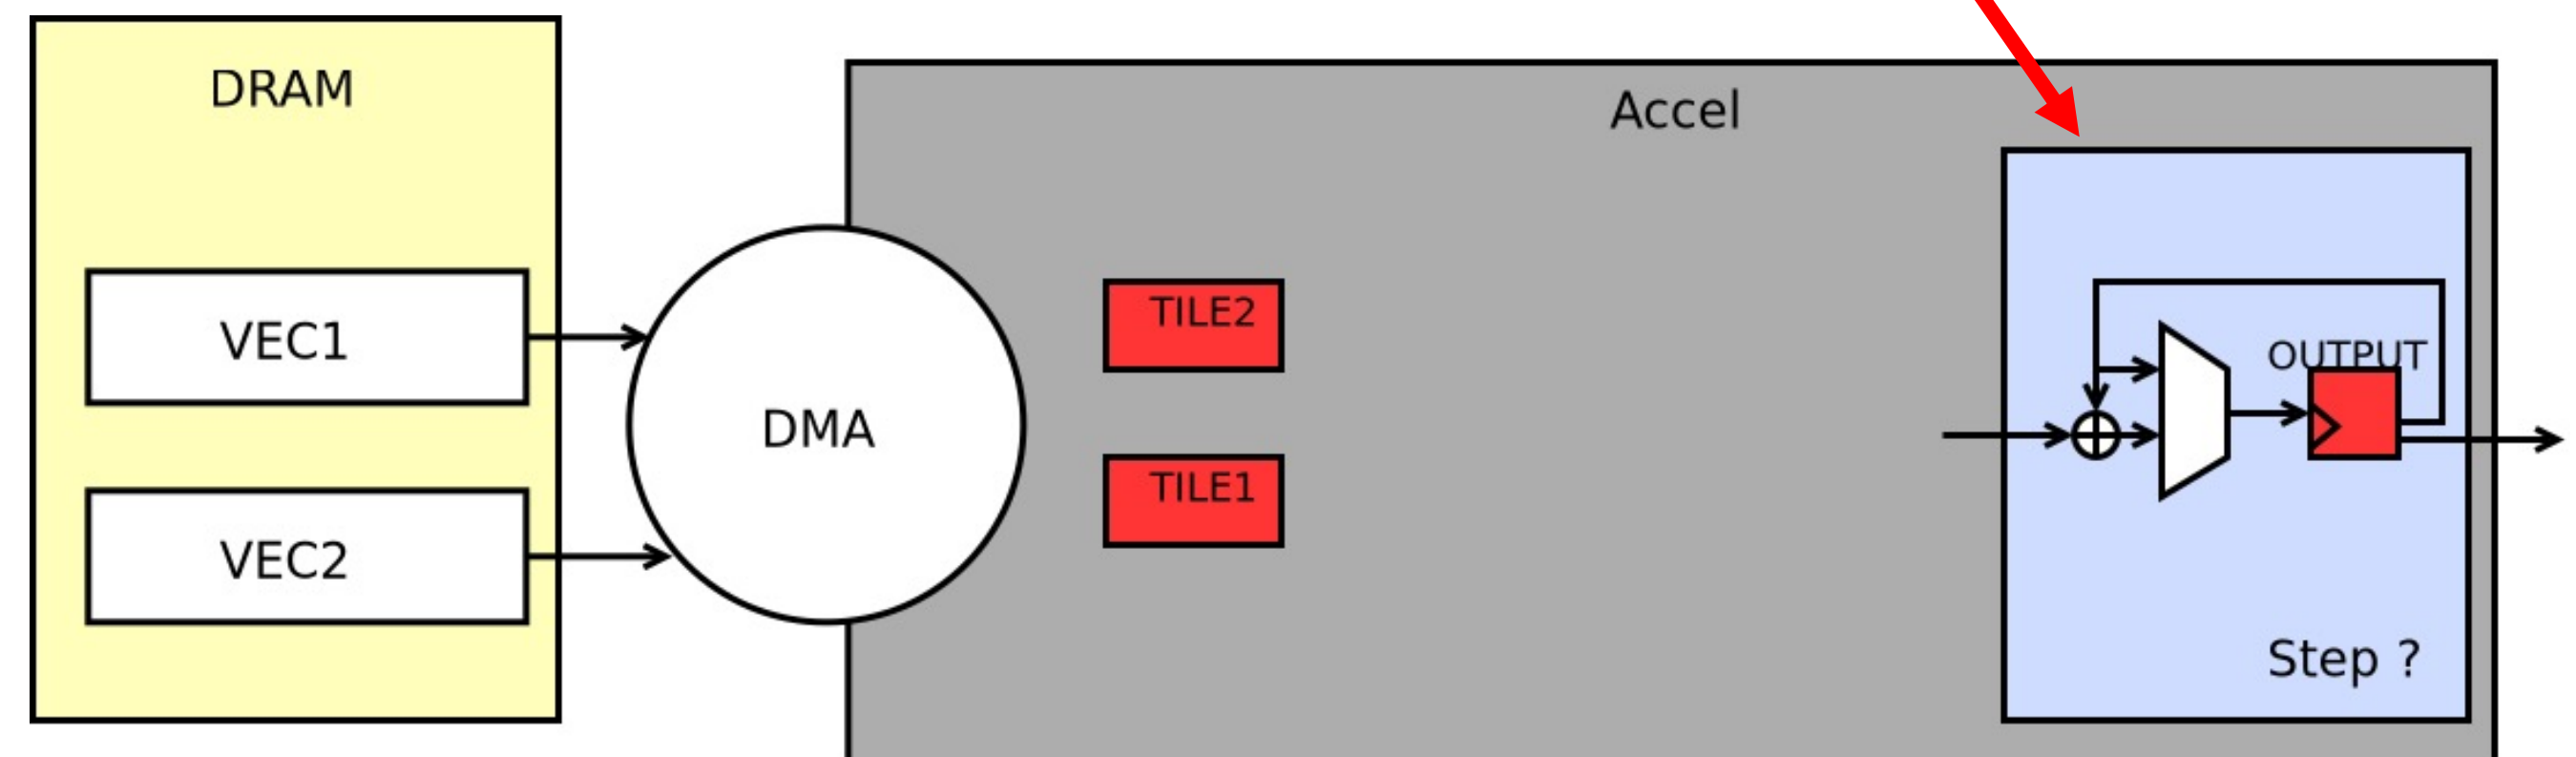 DRAM
Accel
VEC1
TILE2
OUTPUT
DMA
TILE1
VEC2
Step ?